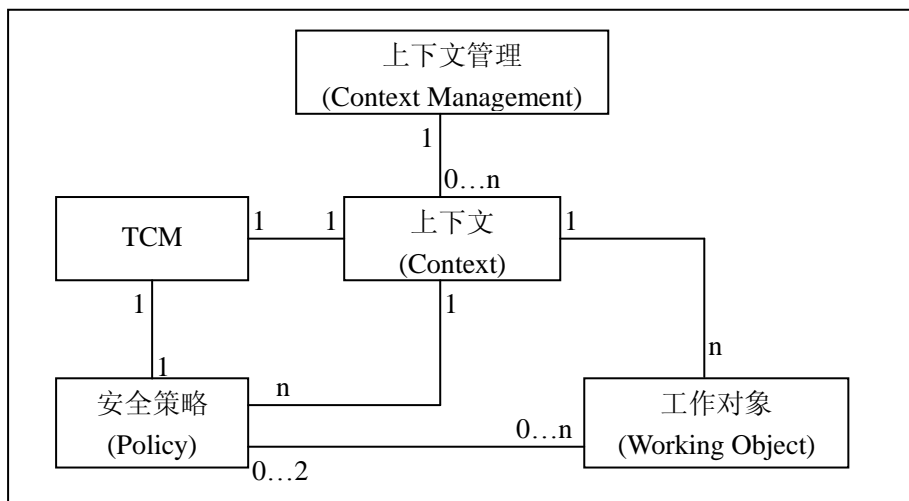 上下文管理
(Context Management)
1
0…n
TCM
1
1
上下文
(Context)
1
1
1
1
n
n
安全策略
(Policy)
0…2
0…n
工作对象
(Working Object)